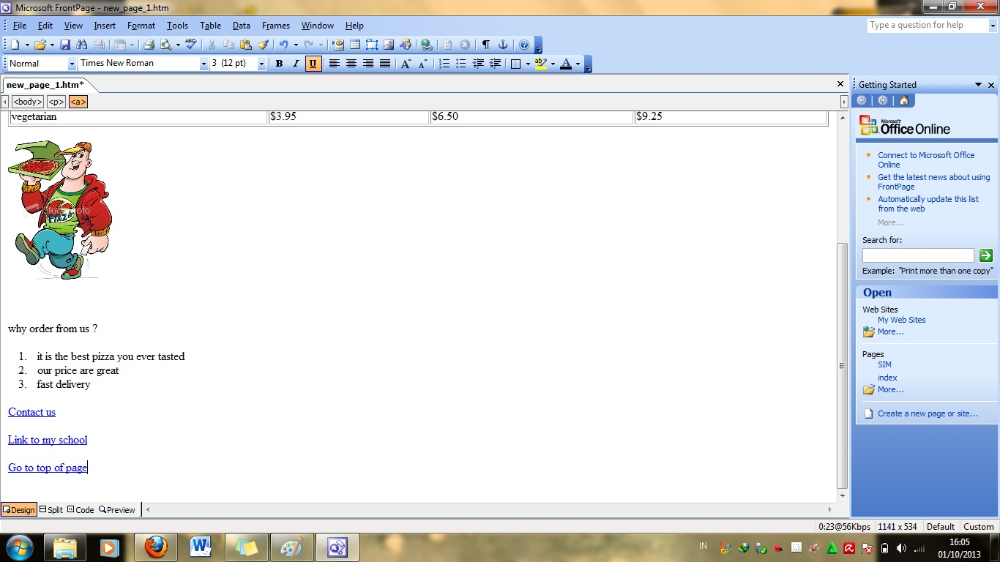 Microsoft FrontPage - new_page_1.htm
File Edit View Insert Format Tools Table Data Frames Window Help
Type a question for help
Normal Times New Roman 3 (12 pt) B I U
new_page_1.htm*
<body> <p> <a>
vegetarian $3.95 $6.50 $9.25
PIZZA
why order from us ?
1. it is the best pizza you ever tasted
2. our price are great
3. fast delivery
Contact us
Link to my school
Go to top of page
Design Split Code Preview
Getting Started
Microsoft
Office Online
Connect to Microsoft Office
Online
Get the latest news about using
FrontPage
Automatically update this list
from the web
More...
Search for:
Example: "Print more than one copy"
Open
Web Sites
My Web Sites
More...
Pages
SIM
index
More...
Create a new page or site...
0:23@56Kbps 1141 x 534 Default Custom
IN
16:05
01/10/2013